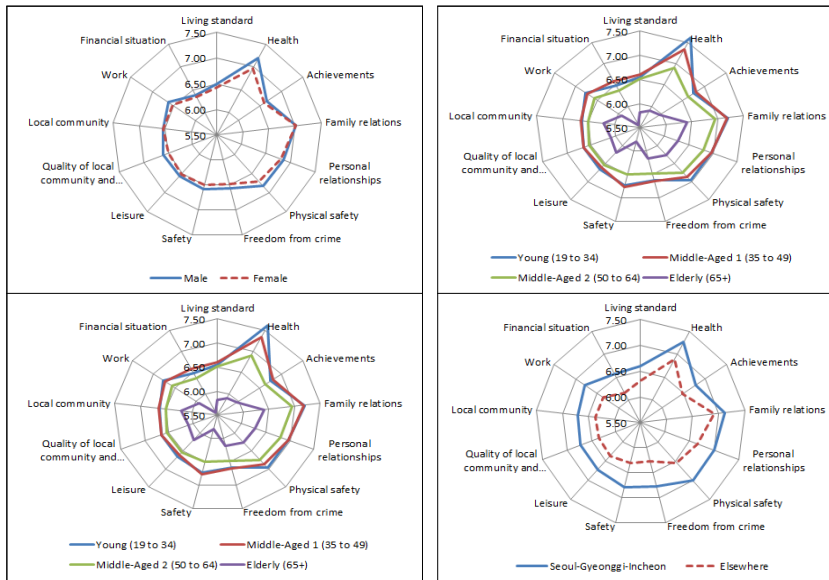 Living standard
7.50
7.00
6.50
6.00
5.50
Health
Achievements
Family relations
Personal
relationships
Physical safety
Freedom from crime
Safety
Leisure
Quality of local
community and...
Local community
Work
Financial situation
Male
Female
Living standard
7.50
7.00
6.50
6.00
5.50
Health
Achievements
Family relations
Personal
relationships
Physical safety
Freedom from crime
Safety
Leisure
Quality of local
community and...
Local community
Work
Financial situation
Young (19 to 34)
Middle-Aged 1 (35 to 49)
Middle-Aged 2 (50 to 64)
Elderly (65+)
Living standard
7.50
7.00
6.50
6.00
5.50
Health
Achievements
Family relations
Personal
relationships
Physical safety
Freedom from crime
Safety
Leisure
Quality of local
community and...
Local community
Work
Financial situation
Young (19 to 34)
Middle-Aged 1 (35 to 49)
Middle-Aged 2 (50 to 64)
Elderly (65+)
Living standard
7.50
7.00
6.50
6.00
5.50
Health
Achievements
Family relations
Personal
relationships
Physical safety
Freedom from crime
Safety
Leisure
Quality of local
community and...
Local community
Work
Financial situation
Seoul-Gyeonggi-Incheon
Elsewhere